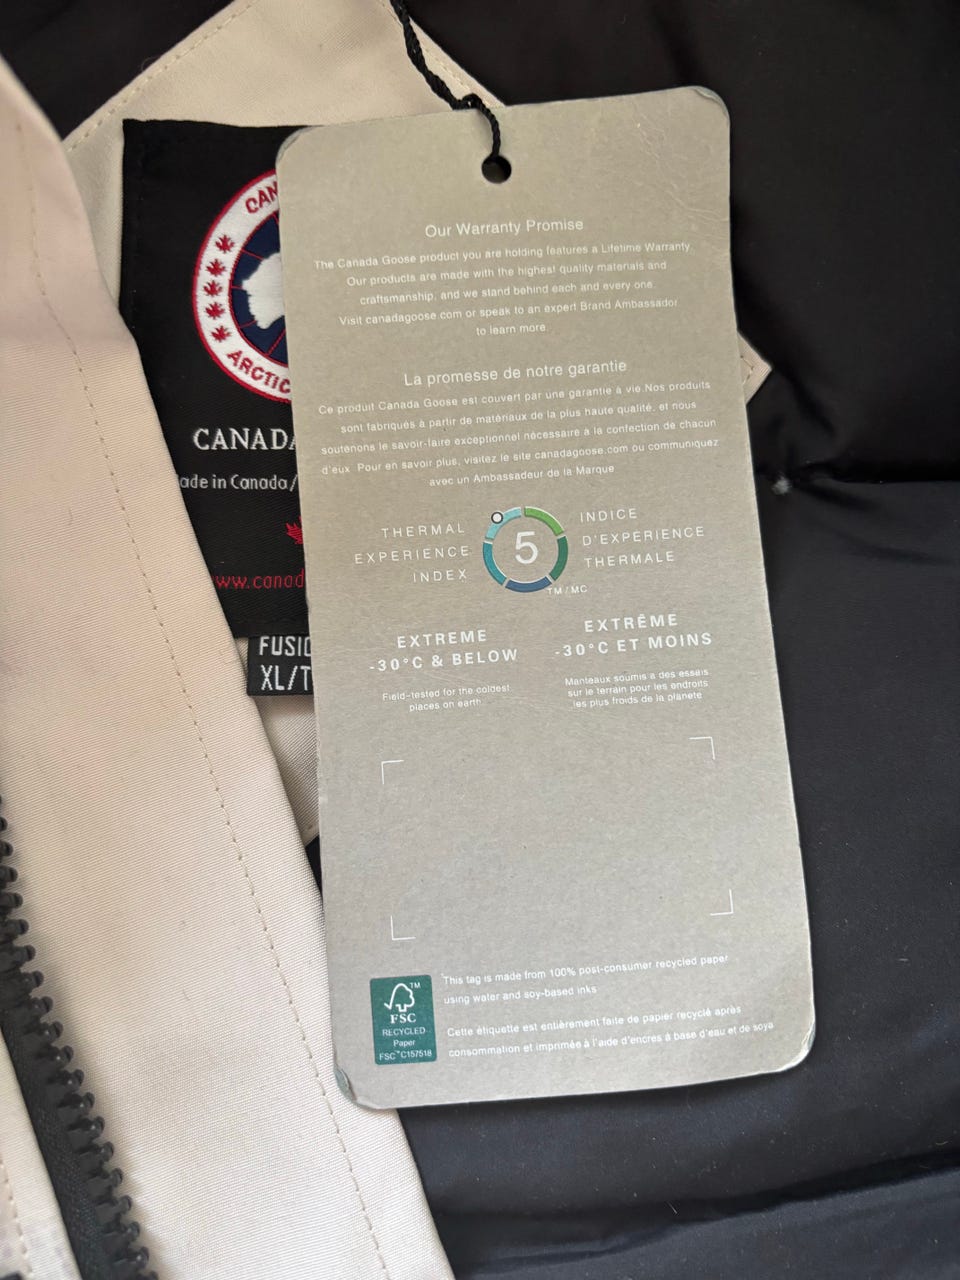 CAN
ARCTIC
CANADA
ade in Canada/
www.canad
FUSIO
XL/T
Our Warranty Promise
The Canada Goose product you are holding features a Lifetime Warranty.
Our products are made with the highest quality materials and
craftsmanship, and we stand behind each and every one.
Visit canadagoose.com or speak to an expert Brand Ambassador
to learn more.
La promesse de notre garantie
Ce produit Canada Goose est couvert par une garantie à vie.Nos produits
sont fabriqués à partir de matériaux de la plus haute qualité, et nous
soutenons le savoir-faire exceptionnel nécessaire à la confection de chacun
d'eux. Pour en savoir plus, visitez le site canadagoose.com ou communiquez
avec un Ambassadeur de la Marque
THERMAL
EXPERIENCE
INDEX
5
TM/MC
INDICE
D'EXPÉRIENCE
THERMALE
EXTREME
-30°C & BELOW
Field-tested for the coldest
places on earth.
EXTRÊME
-30°C ET MOINS
Manteaux soumis à des essais
sur le terrain pour les endroits
les plus froids de la planète
TM
FSC
RECYCLED
Paper
FSC™C157518
This tag is made from 100% post-consumer recycled paper
using water and soy-based inks
Cette étiquette est entièrement faite de papier recyclé après
consommation et imprimée à l'aide d'encres à base d'eau et de soya